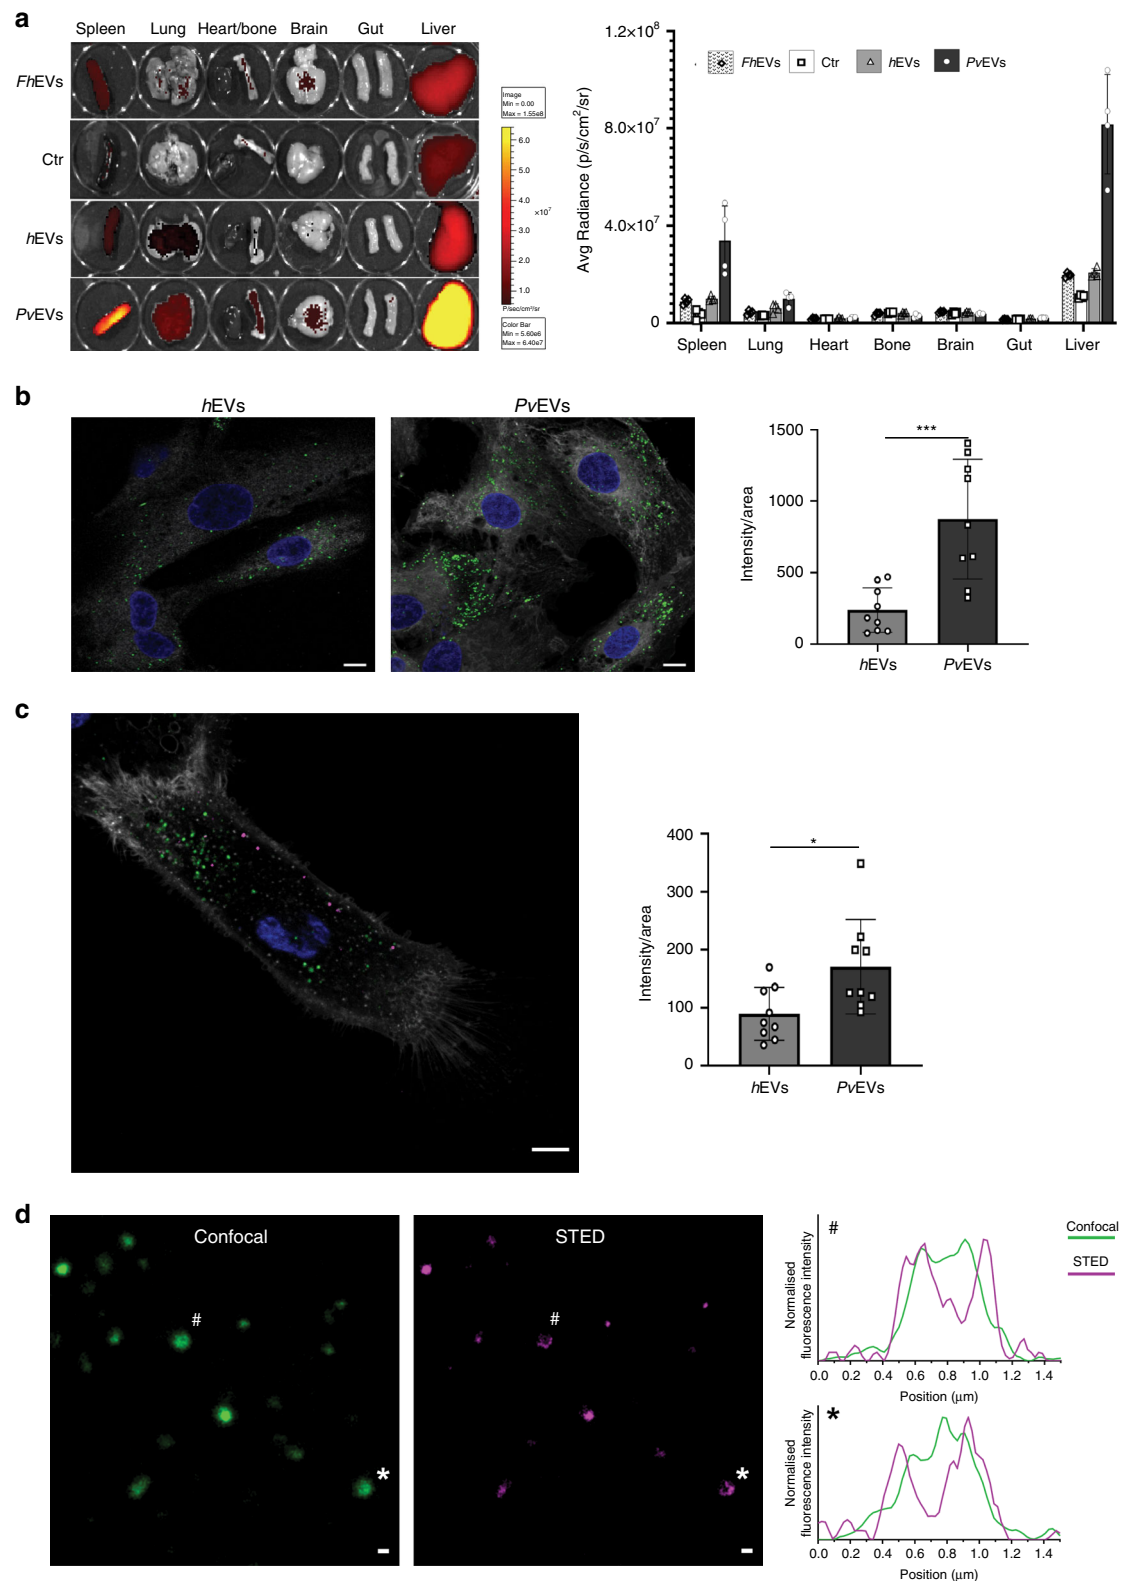 a
Spleen Lung Heart/bone Brain Gut Liver
FhEVs
Ctr
hEVs
PvEVs
Image
Min = 0.00
Max = 1.55e8
6.0
5.0
4.0
×10⁷
3.0
2.0
1.0
P/sec/cm²/sr
Color Bar
Min = 5.60e6
Max = 6.40e7
Avg Radiance (p/s/cm²/sr)
1.2×10⁸
8.0×10⁷
4.0×10⁷
0
FhEVs Ctr hEVs PvEVs
Spleen Lung Heart Bone Brain Gut Liver
b
hEVs PvEVs
Intensity/area
1500
1000
500
0
***
hEVs PvEVs
c
Intensity/area
400
300
200
100
0
*
hEVs PvEVs
d
Confocal
#
*
STED
#
*
#
Normalised
fluorescence intensity
0.0 0.2 0.4 0.6 0.8 1.0 1.2 1.4
Position (μm)
Confocal
STED
*
Normalised
fluorescence intensity
0.0 0.2 0.4 0.6 0.8 1.0 1.2 1.4
Position (μm)